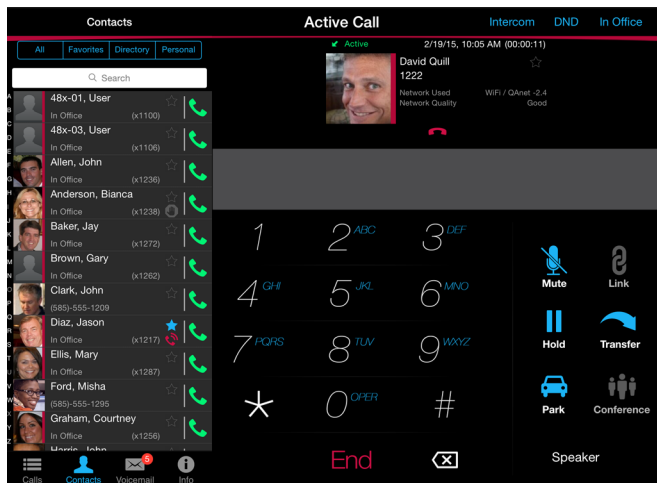 Contacts
Active Call
Intercom DND In Office
All Favorites Directory Personal
Search
Active 2/19/15, 10:05 AM (00:00:11)
David Quill
1222
Network Used WiFi / QAnet -2.4
Network Quality Good
A
B
C
D
E
F
G
H
I
J
K
L
M
N
O
P
Q
R
S
T
U
V
W
X
Y
Z
48x-01, User
In Office (x1100)
48x-03, User
In Office (x1106)
Allen, John
In Office (x1236)
Anderson, Bianca
In Office (x1238)
Baker, Jay
In Office (x1272)
Brown, Gary
In Office (x1262)
Clark, John
(585)-555-1209
Diaz, Jason
In Office (x1217)
Ellis, Mary
In Office (x1287)
Ford, Misha
(585)-555-1295
Graham, Courtney
In Office (x1256)
Harris, John
1 2 ABC 3 DEF
4 GHI 5 JKL 6 MNO
7 PQRS 8 TUV 9 WXYZ
* 0 OPER #
End
Mute Link
Hold Transfer
Park Conference
Speaker
5
Calls Contacts Voicemail Info